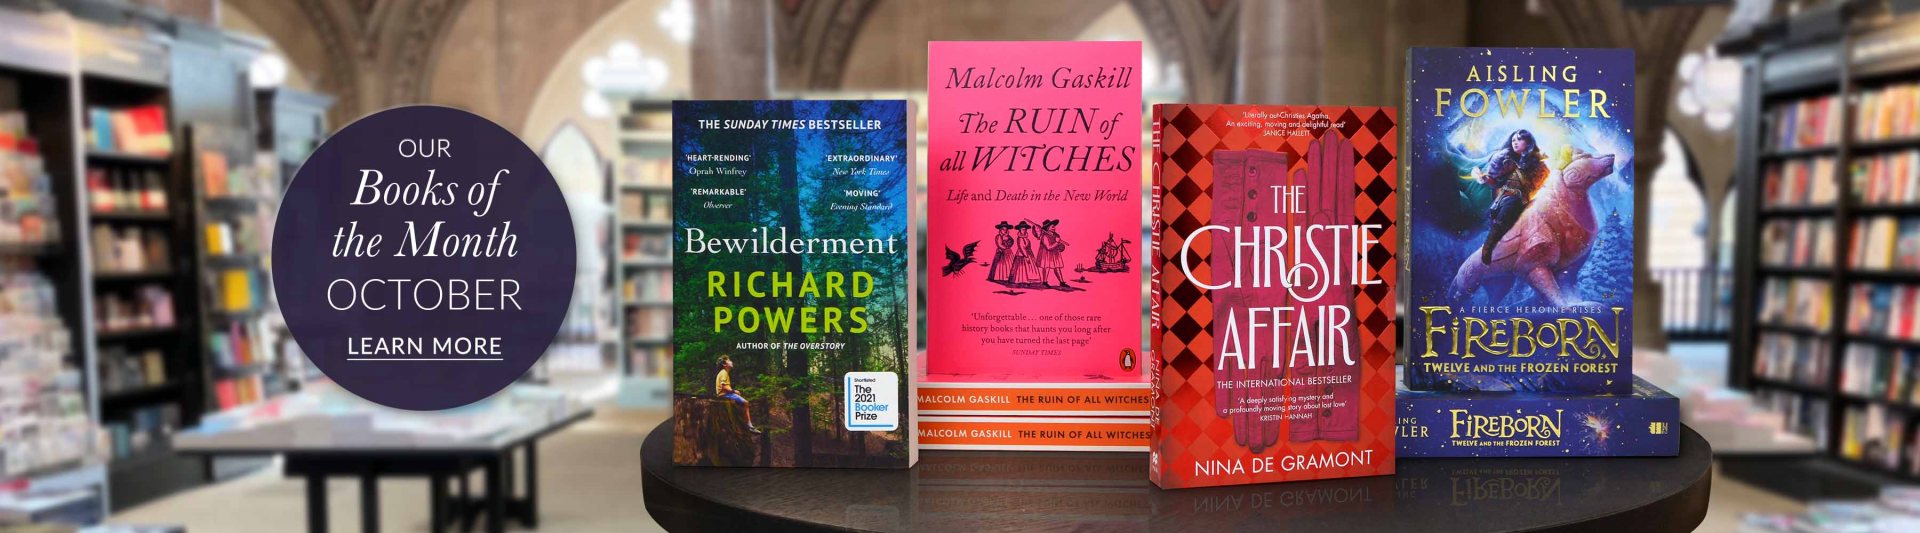 OUR
Books of
the Month
OCTOBER
LEARN MORE
THE SUNDAY TIMES BESTSELLER
'HEART-RENDING'
Oprah Winfrey
'EXTRAORDINARY'
New York Times
'REMARKABLE'
Observer
'MOVING'
Evening Standard
Bewilderment
RICHARD
POWERS
AUTHOR OF THE OVERSTORY
Shortlisted
The
2021
Booker
Prize
Malcolm Gaskill
The RUIN of
all WITCHES
Life and Death in the New World
'Unforgettable ... one of those rare
history books that haunts you long after
you have turned the last page'
SUNDAY TIMES
MALCOLM GASKILL THE RUIN OF ALL WITCHES
MALCOLM GASKILL THE RUIN OF ALL WITCHES
THE CHRISTIE AFFAIR
'Literally out-Christies Agatha.
An exciting, moving and delightful read'
JANICE HALLETT
THE
CHRISTIE
AFFAIR
THE INTERNATIONAL BESTSELLER
'A deeply satisfying mystery and
a profoundly moving story about lost love'
KRISTIN HANNAH
NINA DE GRAMONT
AISLING
FOWLER
A FIERCE HEROINE RISES
FIREBORN
TWELVE AND THE FROZEN FOREST
FIREBORN
TWELVE AND THE FROZEN FOREST